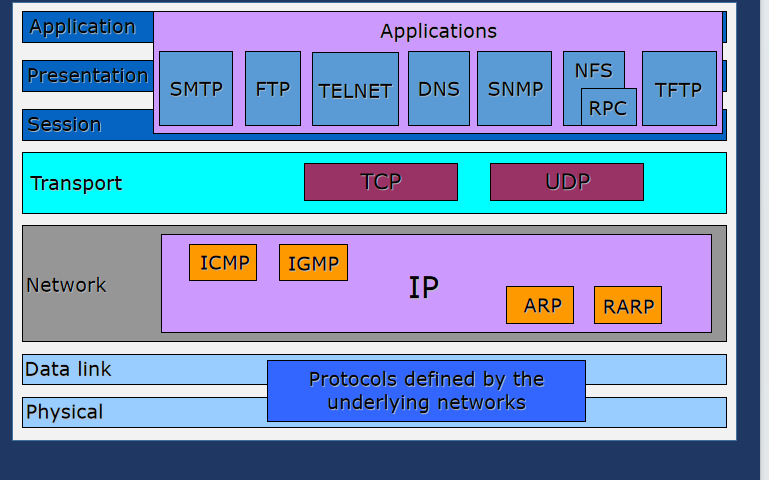 Application
Applications
Presentation
SMTP
FTP
TELNET
DNS
SNMP
NFS
RPC
TFTP
Session
Transport
TCP
UDP
Network
ICMP
IGMP
IP
ARP
RARP
Data link
Protocols defined by the
underlying networks
Physical